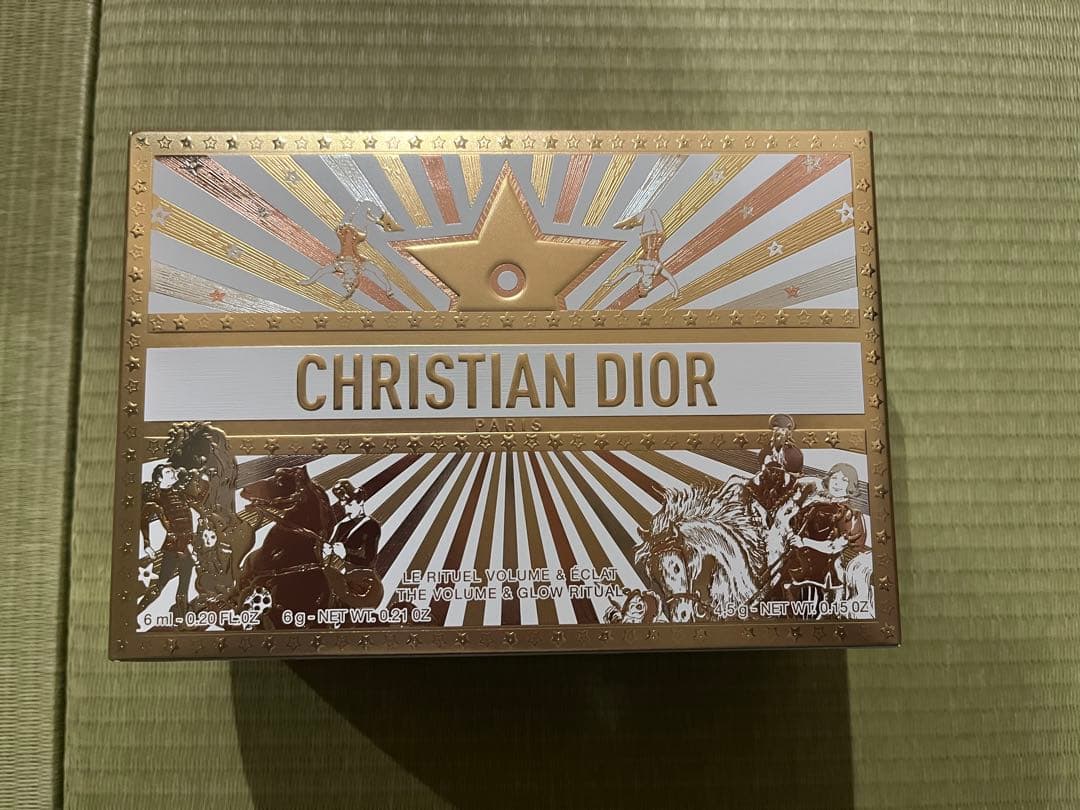 CHRISTIAN DIOR
PARIS
LE RITUEL VOLUME & ÉCLAT
THE VOLUME & GLOW RITUAL
6 ml - 0.20 FL·OZ 6 g - NET WT. 0.21 OZ 4,5 g - NET WT. 0.15 OZ